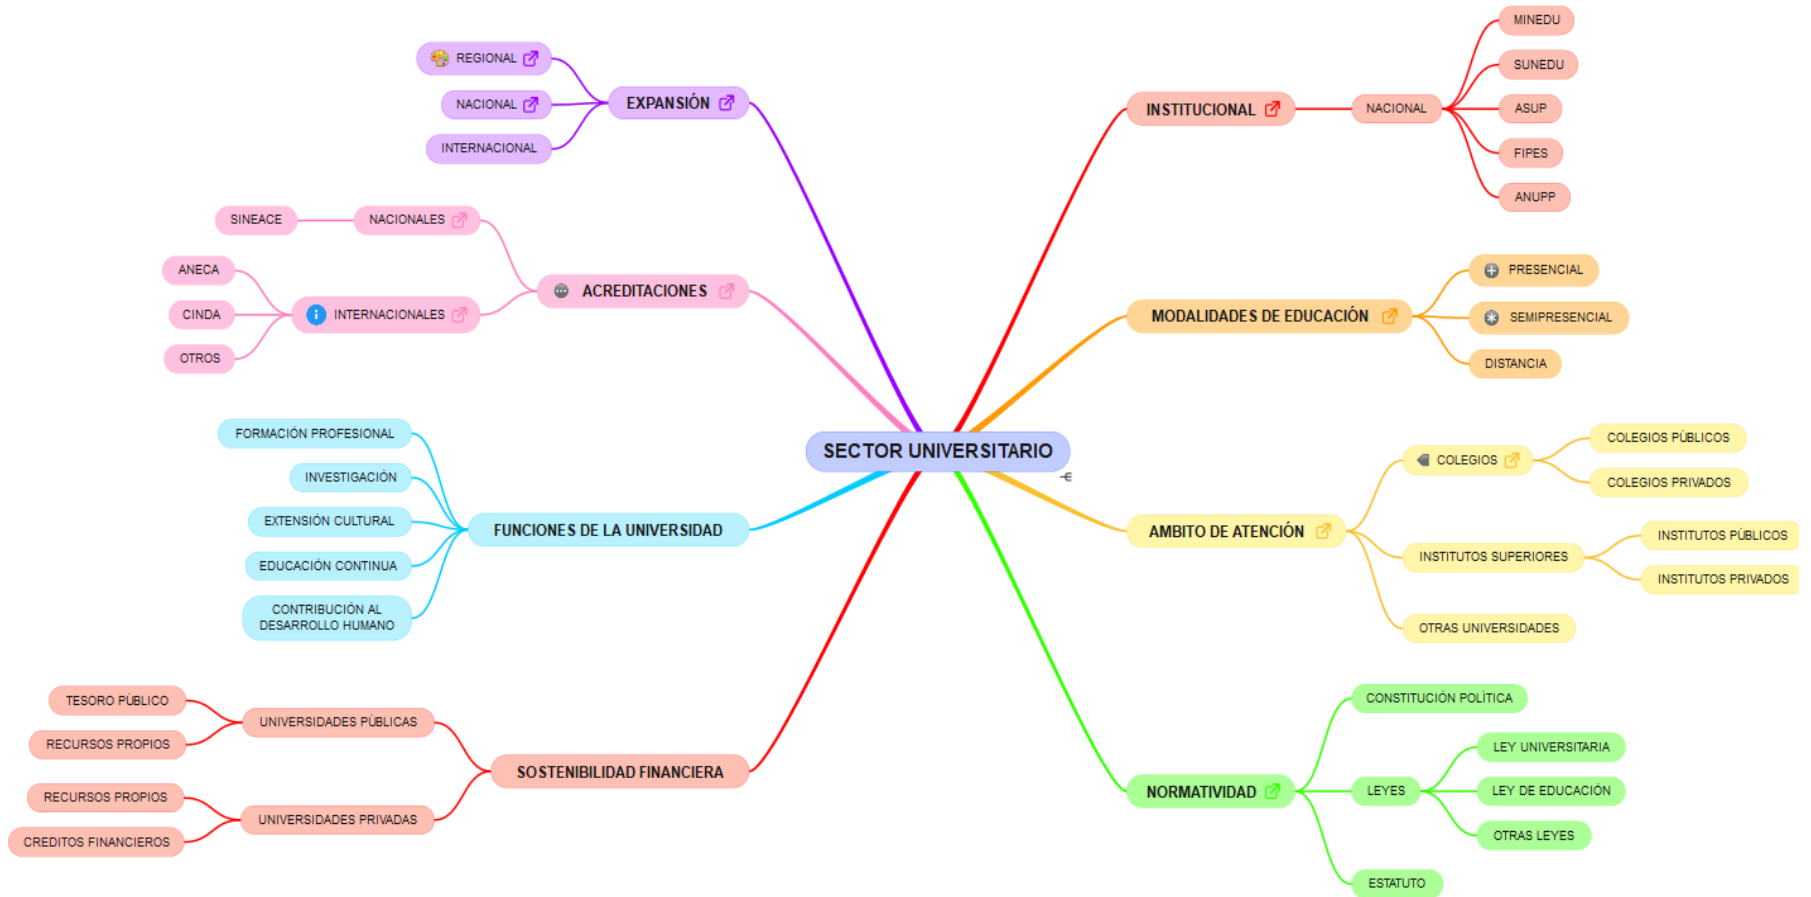 SECTOR UNIVERSITARIO
EXPANSIÓN
REGIONAL
NACIONAL
INTERNACIONAL
ACREDITACIONES
NACIONALES
SINEACE
INTERNACIONALES
ANECA
CINDA
OTROS
FUNCIONES DE LA UNIVERSIDAD
FORMACIÓN PROFESIONAL
INVESTIGACIÓN
EXTENSIÓN CULTURAL
EDUCACIÓN CONTINUA
CONTRIBUCIÓN AL
DESARROLLO HUMANO
SOSTENIBILIDAD FINANCIERA
UNIVERSIDADES PÚBLICAS
TESORO PÚBLICO
RECURSOS PROPIOS
UNIVERSIDADES PRIVADAS
RECURSOS PROPIOS
CREDITOS FINANCIEROS
INSTITUCIONAL
NACIONAL
MINEDU
SUNEDU
ASUP
FIPES
ANUPP
MODALIDADES DE EDUCACIÓN
PRESENCIAL
SEMIPRESENCIAL
DISTANCIA
AMBITO DE ATENCIÓN
COLEGIOS
COLEGIOS PÚBLICOS
COLEGIOS PRIVADOS
INSTITUTOS SUPERIORES
INSTITUTOS PÚBLICOS
INSTITUTOS PRIVADOS
OTRAS UNIVERSIDADES
NORMATIVIDAD
CONSTITUCIÓN POLÌTICA
LEYES
LEY UNIVERSITARIA
LEY DE EDUCACIÓN
OTRAS LEYES
ESTATUTO